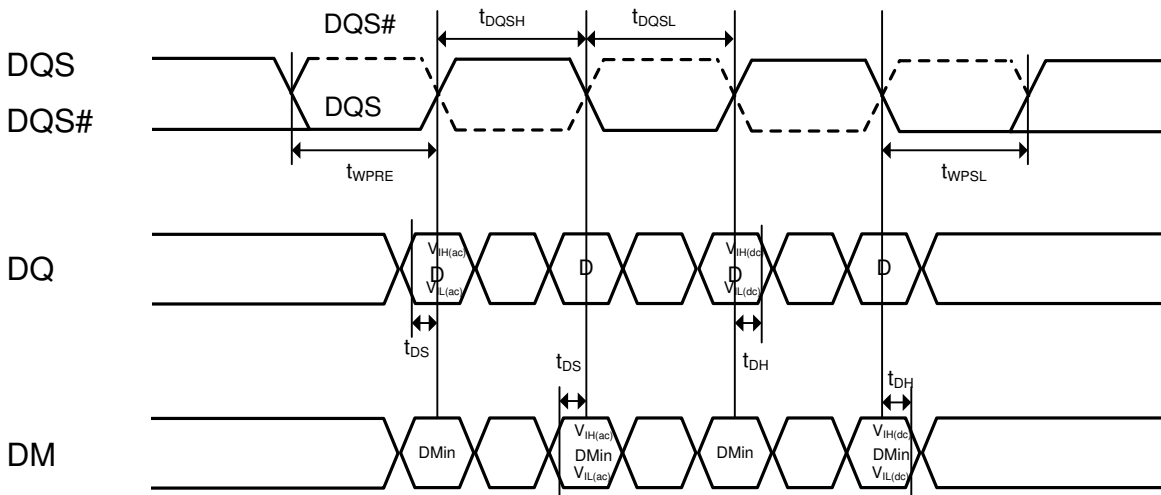 DQS#
tDQSH
tDQSL
DQS
DQS
DQS#
tWPRE
tWPSL
DQ
VIH(ac)
D
VIL(ac)
D
VIH(dc
D
VIL(dc)
D
tDS
tDS
tDH
tDH
DM
DMin
VIH(ac)
DMin
VIL(ac)
DMin
VIH(dc)
DMin
VIL(dc)